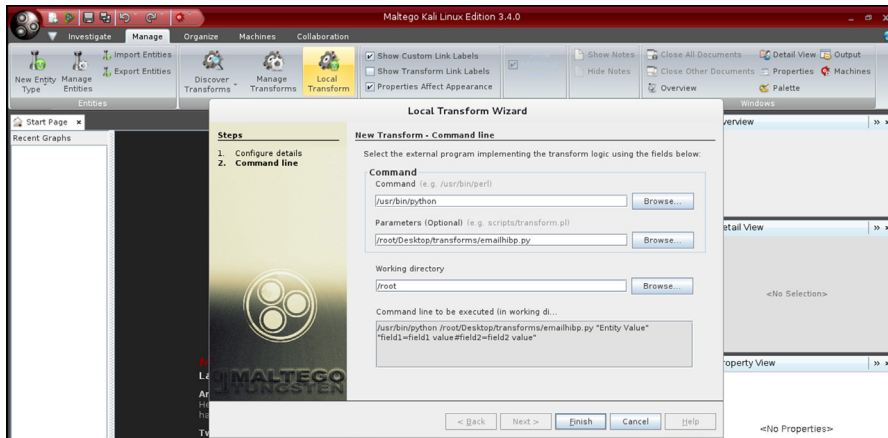 Maltego Kali Linux Edition 3.4.0
Investigate Manage Organize Machines Collaboration
New Entity Type
Manage Entities
Import Entities
Export Entities
Entities
Discover Transforms
Manage Transforms
Local Transform
Show Custom Link Labels
Show Transform Link Labels
Properties Affect Appearance
Show Notes
Hide Notes
Close All Documents
Close Other Documents
Overview
Detail View
Properties
Palette
Output
Machines
Windows
Start Page
Recent Graphs
Local Transform Wizard
Steps
1. Configure details
2. Command line
MALTEGO
TUNGSTEN
New Transform - Command line
Select the external program implementing the transform logic using the fields below:
Command
Command (e.g. /usr/bin/perl)
/usr/bin/python
Browse...
Parameters (Optional) (e.g. scripts/transform.pl)
/root/Desktop/transforms/emailhibp.py
Browse...
Working directory
/root
Browse...
Command line to be executed (in working di...
/usr/bin/python /root/Desktop/transforms/emailhibp.py "Entity Value"
"field1=field1 value#field2=field2 value"
< Back Next > Finish Cancel Help
verview
etail View
<No Selection>
roperty View
<No Properties>